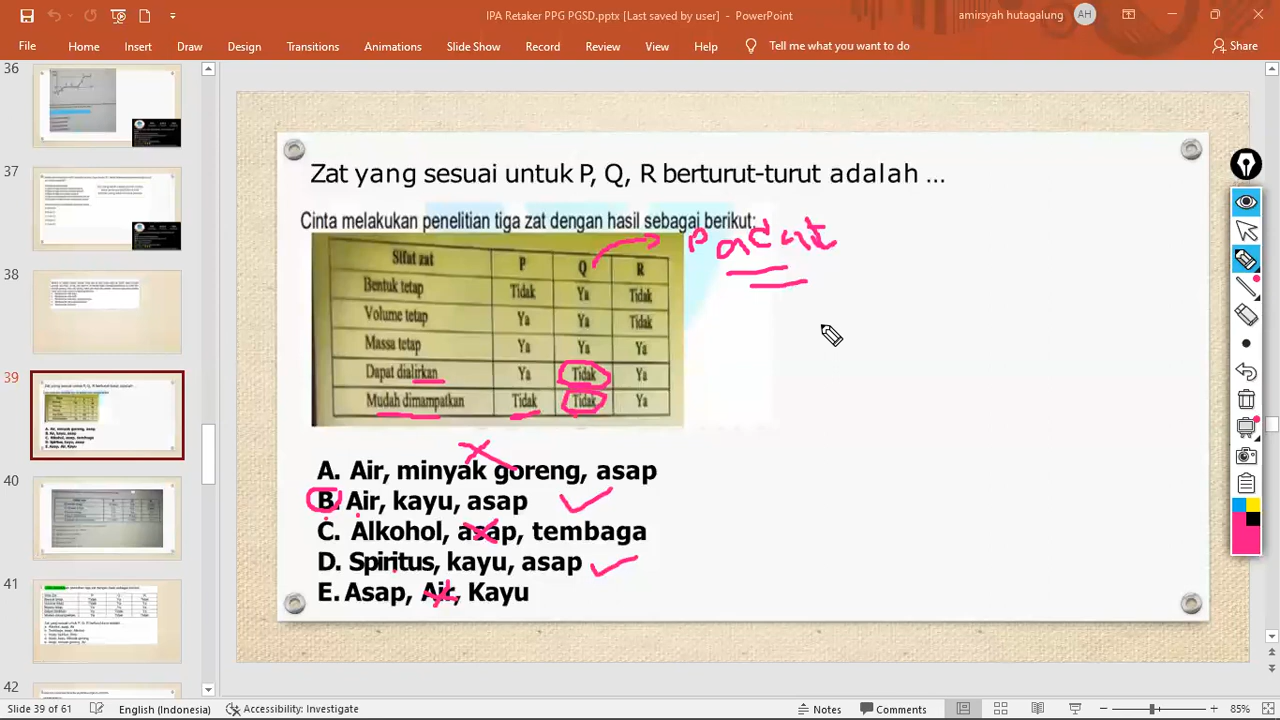 IPA Retaker PPG PGSD.pptx [Last saved by user] - PowerPoint
amirsyah hutagalung AH
File Home Insert Draw Design Transitions Animations Slide Show Record Review View Help Tell me what you want to do Share
36
37
38
39
40
41
42
Zat yang sesuai untuk P, Q, R berturut-turut adalah ...
Cinta melakukan penelitian tiga zat dengan hasil sebagai berikut:
Padat
Sifat zat P Q R
Bentuk tetap Tidak Ya Tidak
Volume tetap Ya Ya Tidak
Massa tetap Ya Ya Ya
Dapat dialirkan Ya Tidak Ya
Mudah dimampatkan Tidak Tidak Ya
A. Air, minyak goreng, asap
B. Air, kayu, asap
C. Alkohol, asap, tembaga
D. Spiritus, kayu, asap
E. Asap, Air, Kayu
Slide 39 of 61 English (Indonesia) Accessibility: Investigate Notes Comments 85%